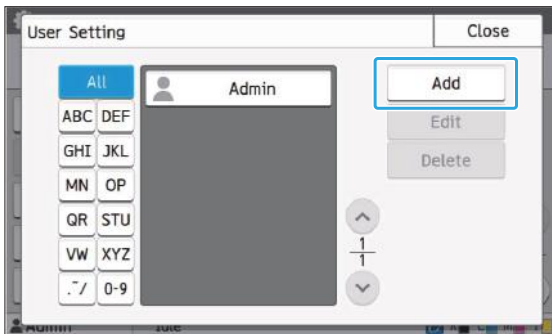 User Setting
Close
All
Admin
Add
ABC DEF
Edit
GHI JKL
Delete
MN OP
QR STU
1
1
VW XYZ
.~/ 0-9
Admin Idle